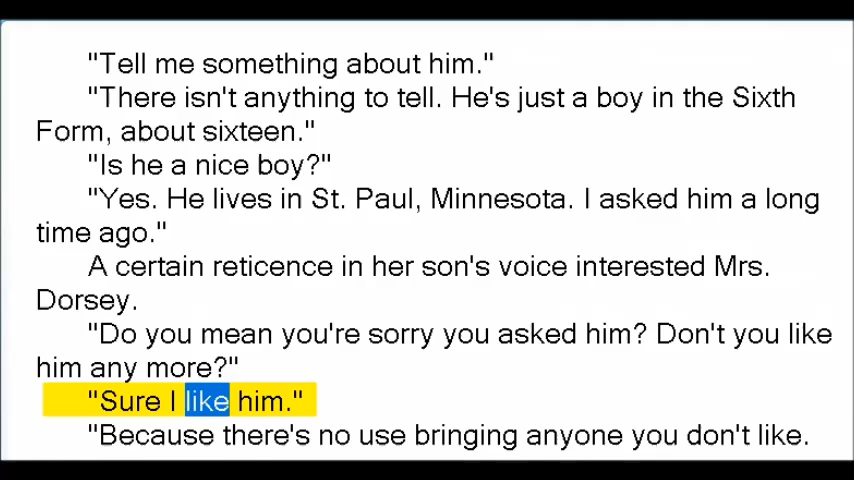 "Tell me something about him."
"There isn't anything to tell. He's just a boy in the Sixth
Form, about sixteen."
"Is he a nice boy?"
"Yes. He lives in St. Paul, Minnesota. I asked him a long
time ago."
A certain reticence in her son's voice interested Mrs.
Dorsey.
"Do you mean you're sorry you asked him? Don't you like
him any more?"
"Sure I like him."
"Because there's no use bringing anyone you don't like.